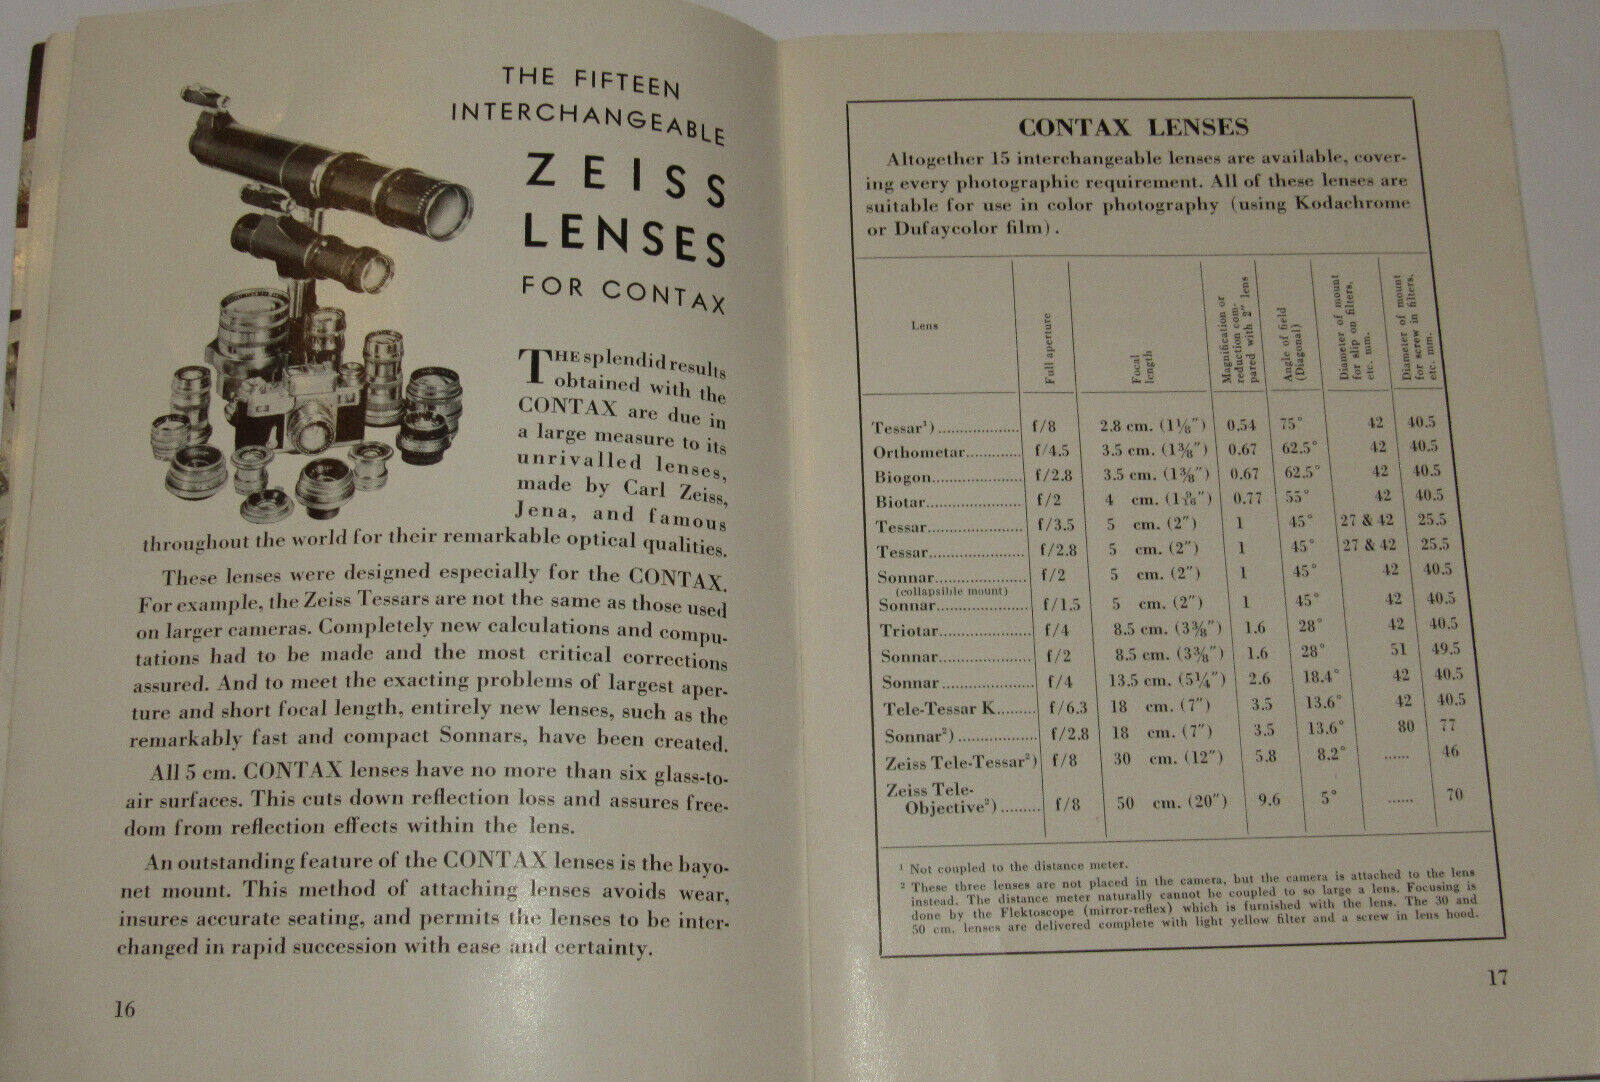 THE FIFTEEN
INTERCHANGEABLE
ZEISS
LENSES
FOR CONTAX
THE splendid results
obtained with the
CONTAX are due in
a large measure to its
unrivalled lenses,
made by Carl Zeiss,
Jena, and famous
throughout the world for their remarkable optical qualities.
These lenses were designed especially for the CONTAX.
For example, the Zeiss Tessars are not the same as those used
on larger cameras. Completely new calculations and compu-
tations had to be made and the most critical corrections
assured. And to meet the exacting problems of largest aper-
ture and short focal length, entirely new lenses, such as the
remarkably fast and compact Sonnars, have been created.
All 5 cm. CONTAX lenses have no more than six glass-to-
air surfaces. This cuts down reflection loss and assures free-
dom from reflection effects within the lens.
An outstanding feature of the CONTAX lenses is the bayo-
net mount. This method of attaching lenses avoids wear,
insures accurate seating, and permits the lenses to be inter-
changed in rapid succession with ease and certainty.
16
CONTAX LENSES
Altogether 15 interchangeable lenses are available, cover-
ing every photographic requirement. All of these lenses are
suitable for use in color photography (using Kodachrome
or Dufaycolor film).
Lens
Full aperture
Focal
length
Magnification or
reduction com-
pared with 2" lens
Angle of field
(Diagonal)
Diameter of mount
for slip on filters,
etc. mm.
Diameter of mount
for screw in filters,
etc. mm.
Tessar¹).................... f/8 2.8 cm. (1⅛") 0.54 75° 42 40.5
Orthometar............. f/4.5 3.5 cm. (1⅜") 0.67 62.5° 42 40.5
Biogon..................... f/2.8 3.5 cm. (1⅜") 0.67 62.5° 42 40.5
Biotar...................... f/2 4 cm. (1⁹⁄₁₆") 0.77 55° 42 40.5
Tessar...................... f/3.5 5 cm. (2") 1 45° 27 & 42 25.5
Tessar...................... f/2.8 5 cm. (2") 1 45° 27 & 42 25.5
Sonnar..................... f/2 5 cm. (2") 1 45° 42 40.5
(collapsible mount)
Sonnar..................... f/1.5 5 cm. (2") 1 45° 42 40.5
Triotar..................... f/4 8.5 cm. (3⅜") 1.6 28° 42 40.5
Sonnar..................... f/2 8.5 cm. (3⅜") 1.6 28° 51 49.5
Sonnar..................... f/4 13.5 cm. (5¼") 2.6 18.4° 42 40.5
Tele-Tessar K......... f/6.3 18 cm. (7") 3.5 13.6° 42 40.5
Sonnar²).................. f/2.8 18 cm. (7") 3.5 13.6° 80 77
Zeiss Tele-Tessar²) f/8 30 cm. (12") 5.8 8.2° ...... 46
Zeiss Tele-
Objective²)......... f/8 50 cm. (20") 9.6 5° ...... 70
¹ Not coupled to the distance meter.
² These three lenses are not placed in the camera, but the camera is attached to the lens
instead. The distance meter naturally cannot be coupled to so large a lens. Focusing is
done by the Flektoscope (mirror-reflex) which is furnished with the lens. The 30 and
50 cm. lenses are delivered complete with light yellow filter and a screw in lens hood.
17